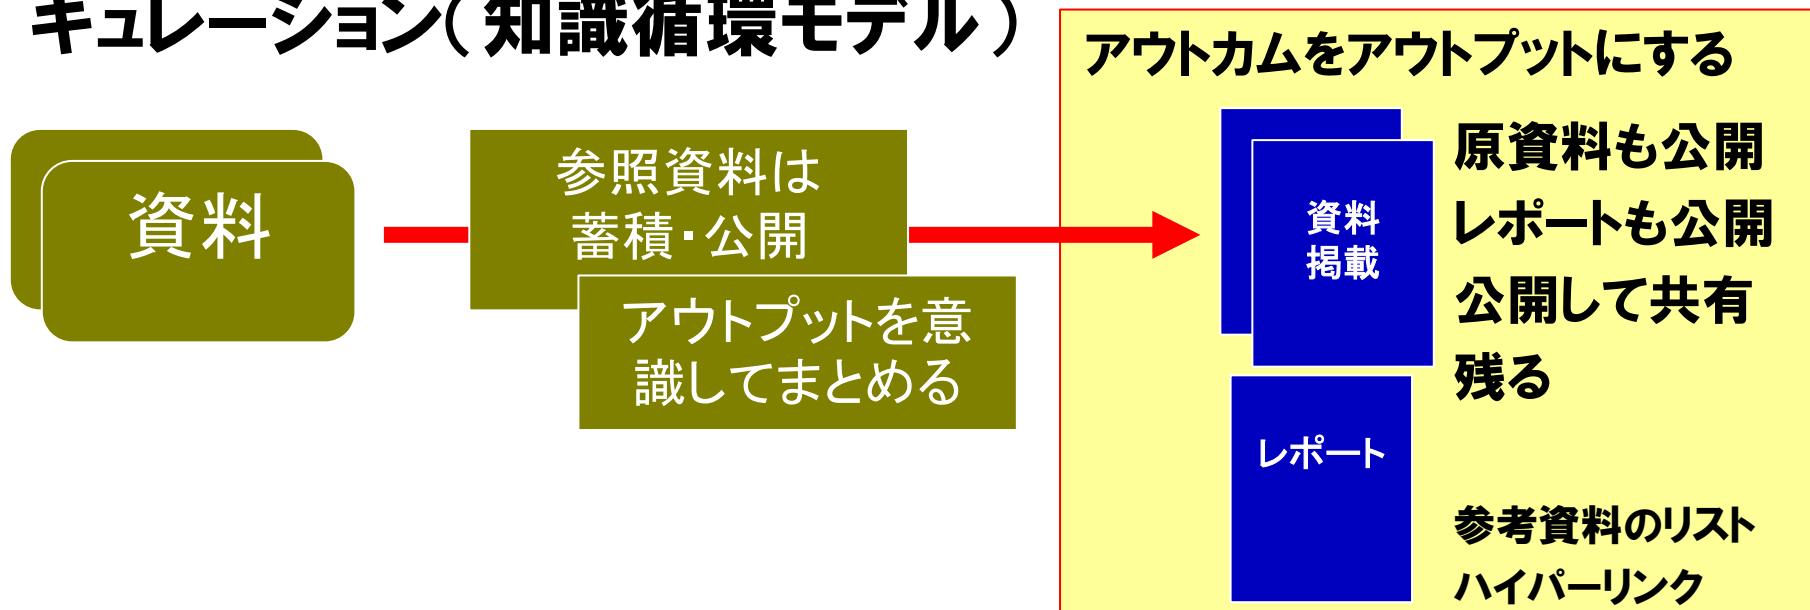 キュレーション(知識循環モデル)
アウトカムをアウトプットにする
資料
参照資料は
蓄積・公開
アウトプットを意
識してまとめる
資料
掲載
レポート
原資料も公開
レポートも公開
公開して共有
残る
参考資料のリスト
ハイパーリンク